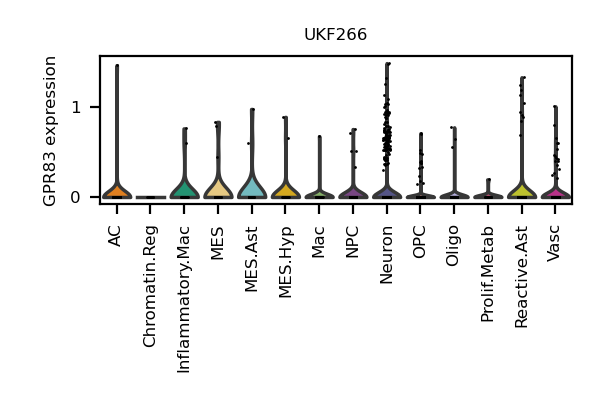 UKF266
GPR83 expression
1
0
AC
Chromatin.Reg
Inflammatory.Mac
MES
MES.Ast
MES.Hyp
Mac
NPC
Neuron
OPC
Oligo
Prolif.Metab
Reactive.Ast
Vasc